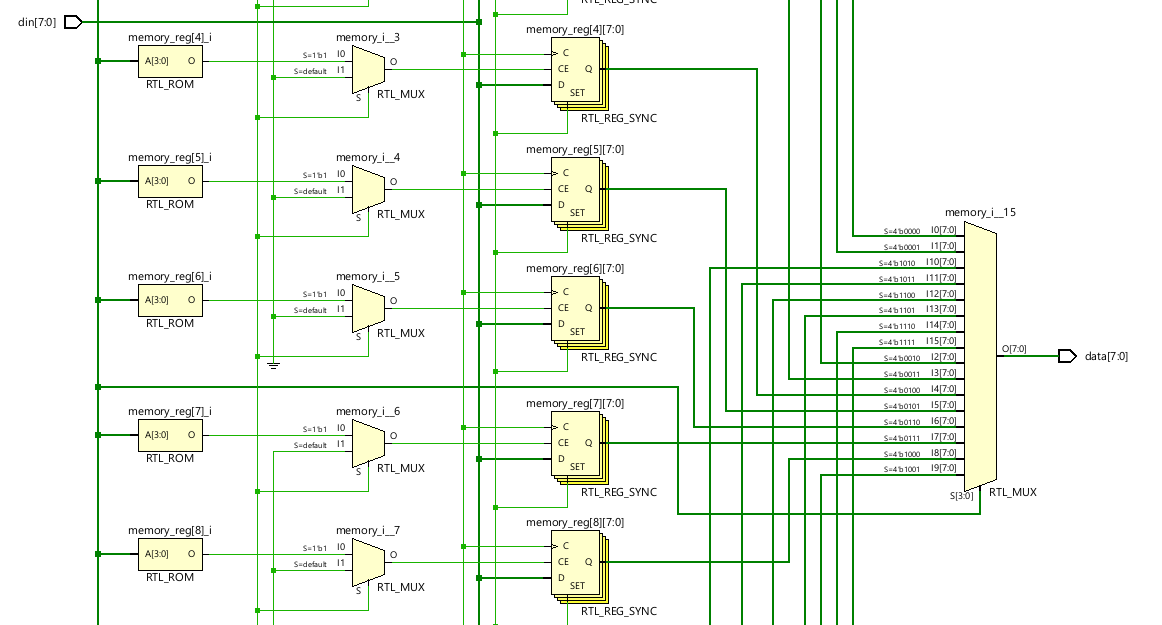 RTL_REG_SYNC
din[7:0]
memory_reg[4]_i
A[3:0] O
RTL_ROM
memory_i__3
S=1'b1 I0
S=default I1
O
S
RTL_MUX
memory_reg[4][7:0]
C
CE Q
D
SET
RTL_REG_SYNC
memory_reg[5]_i
A[3:0] O
RTL_ROM
memory_i__4
S=1'b1 I0
S=default I1
O
S
RTL_MUX
memory_reg[5][7:0]
C
CE Q
D
SET
RTL_REG_SYNC
memory_reg[6]_i
A[3:0] O
RTL_ROM
memory_i__5
S=1'b1 I0
S=default I1
O
S
RTL_MUX
memory_reg[6][7:0]
C
CE Q
D
SET
RTL_REG_SYNC
memory_reg[7]_i
A[3:0] O
RTL_ROM
memory_i__6
S=1'b1 I0
S=default I1
O
S
RTL_MUX
memory_reg[7][7:0]
C
CE Q
D
SET
RTL_REG_SYNC
memory_reg[8]_i
A[3:0] O
RTL_ROM
memory_i__7
S=1'b1 I0
S=default I1
O
S
RTL_MUX
memory_reg[8][7:0]
C
CE Q
D
SET
RTL_REG_SYNC
memory_i__15
S=4'b0000 I0[7:0]
S=4'b0001 I1[7:0]
S=4'b1010 I10[7:0]
S=4'b1011 I11[7:0]
S=4'b1100 I12[7:0]
S=4'b1101 I13[7:0]
S=4'b1110 I14[7:0]
S=4'b1111 I15[7:0]
S=4'b0010 I2[7:0]
S=4'b0011 I3[7:0]
S=4'b0100 I4[7:0]
S=4'b0101 I5[7:0]
S=4'b0110 I6[7:0]
S=4'b0111 I7[7:0]
S=4'b1000 I8[7:0]
S=4'b1001 I9[7:0]
S[3:0]
RTL_MUX
O[7:0]
data[7:0]